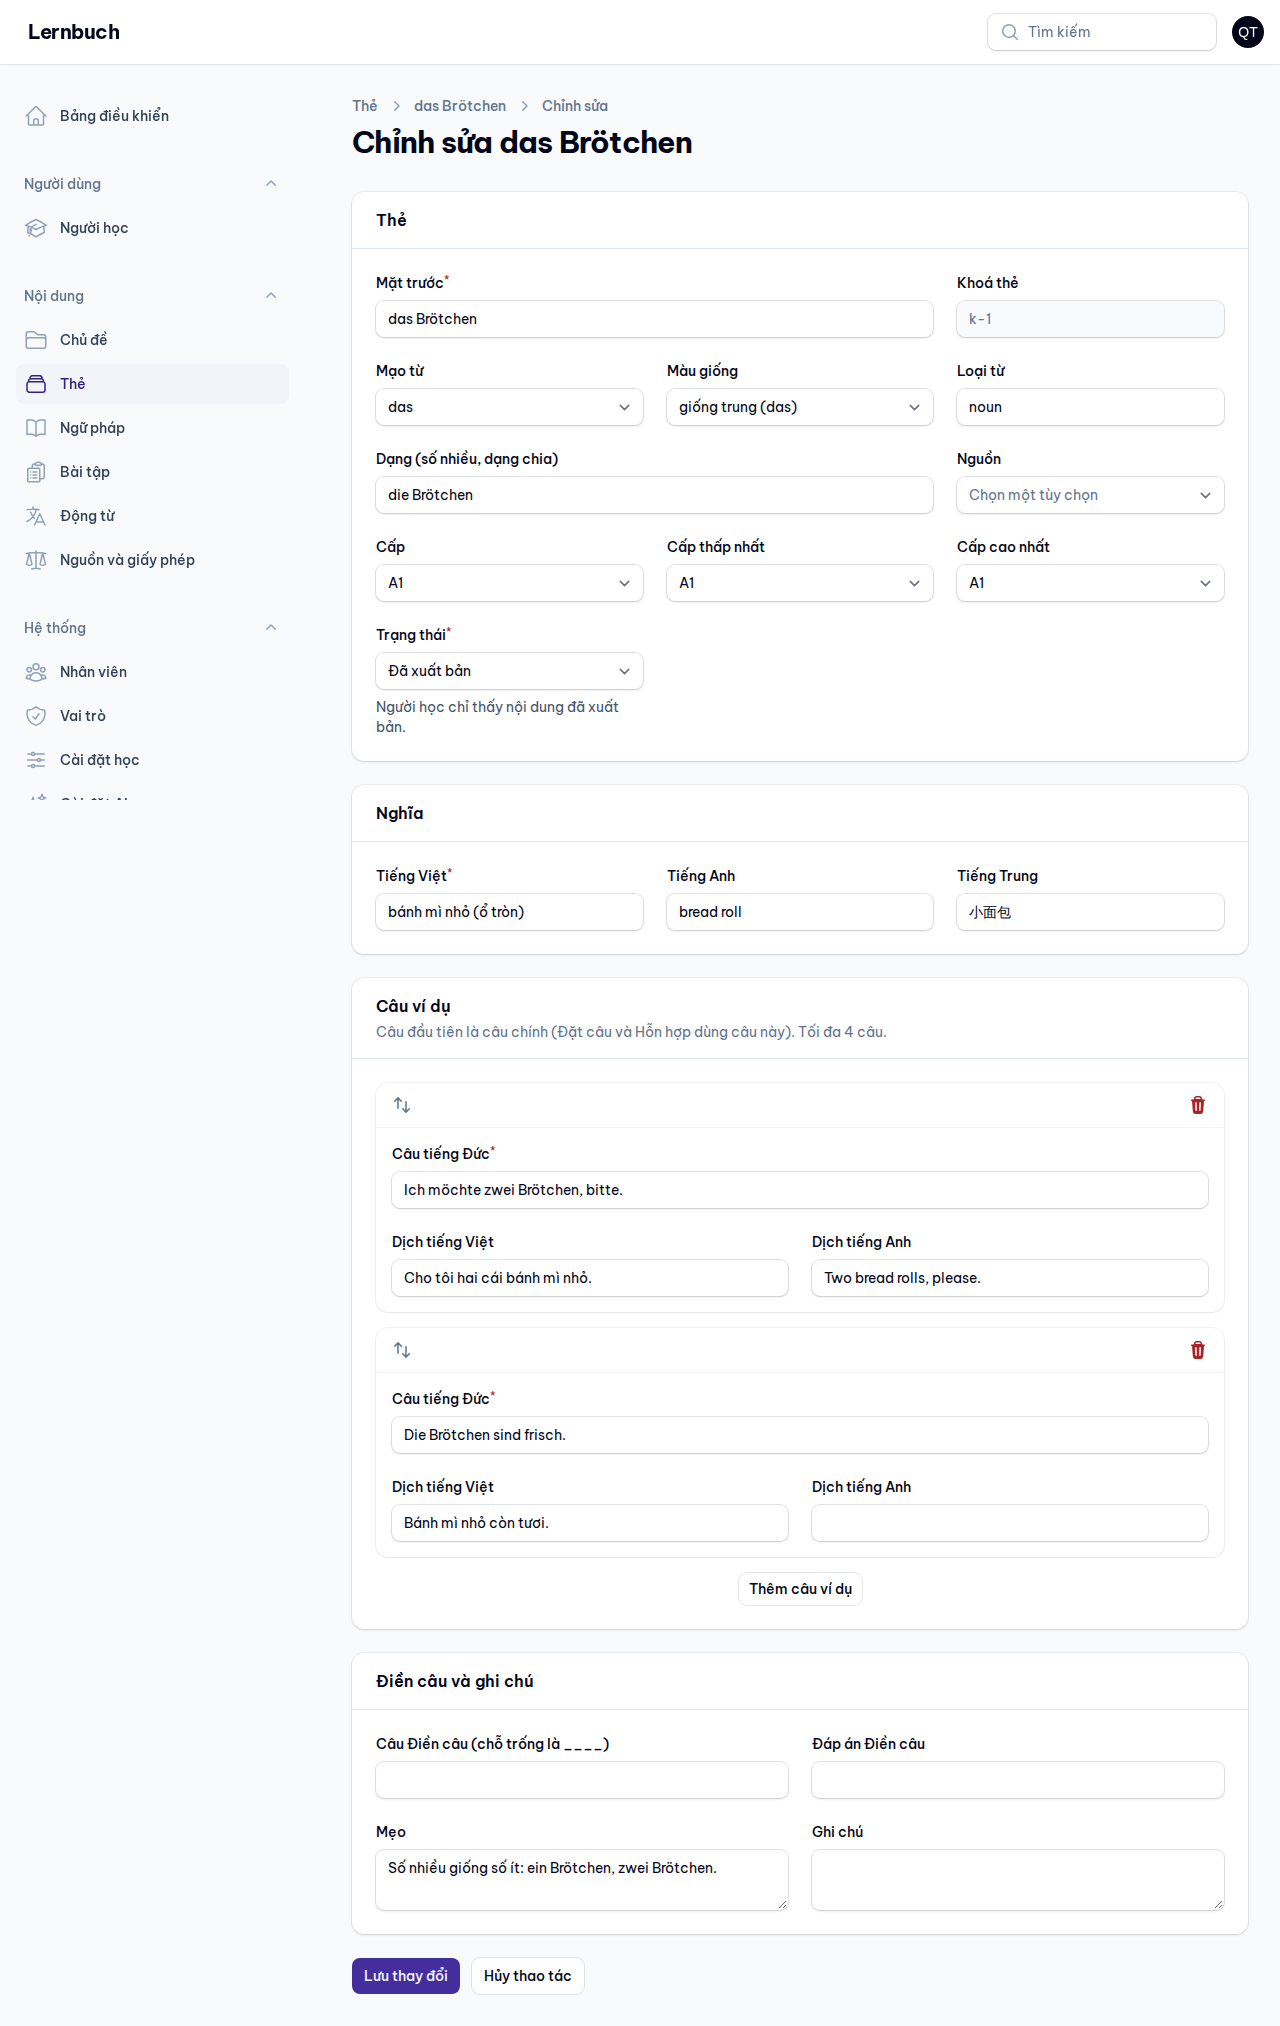 Lernbuch
Tìm kiếm
QT
Bảng điều khiển
Người dùng
Người học
Nội dung
Chủ đề
Thẻ
Ngữ pháp
Bài tập
Động từ
Nguồn và giấy phép
Hệ thống
Nhân viên
Vai trò
Cài đặt học
Cài đặt AI
Thẻ > das Brötchen > Chỉnh sửa
Chỉnh sửa das Brötchen
Thẻ
Mặt trước*
Khoá thẻ
das Brötchen
k-1
Mạo từ
Màu giống
Loại từ
das
giống trung (das)
noun
Dạng (số nhiều, dạng chia)
Nguồn
die Brötchen
Chọn một tùy chọn
Cấp
Cấp thấp nhất
Cấp cao nhất
A1
A1
A1
Trạng thái*
Đã xuất bản
Người học chỉ thấy nội dung đã xuất
bản.
Nghĩa
Tiếng Việt*
Tiếng Anh
Tiếng Trung
bánh mì nhỏ (ổ tròn)
bread roll
小面包
Câu ví dụ
Câu đầu tiên là câu chính (Đặt câu và Hỗn hợp dùng câu này). Tối đa 4 câu.
Câu tiếng Đức*
Ich möchte zwei Brötchen, bitte.
Dịch tiếng Việt
Dịch tiếng Anh
Cho tôi hai cái bánh mì nhỏ.
Two bread rolls, please.
Câu tiếng Đức*
Die Brötchen sind frisch.
Dịch tiếng Việt
Dịch tiếng Anh
Bánh mì nhỏ còn tươi.
Thêm câu ví dụ
Điền câu và ghi chú
Câu Điền câu (chỗ trống là ____)
Đáp án Điền câu
Mẹo
Ghi chú
Số nhiều giống số ít: ein Brötchen, zwei Brötchen.
Lưu thay đổi
Hủy thao tác